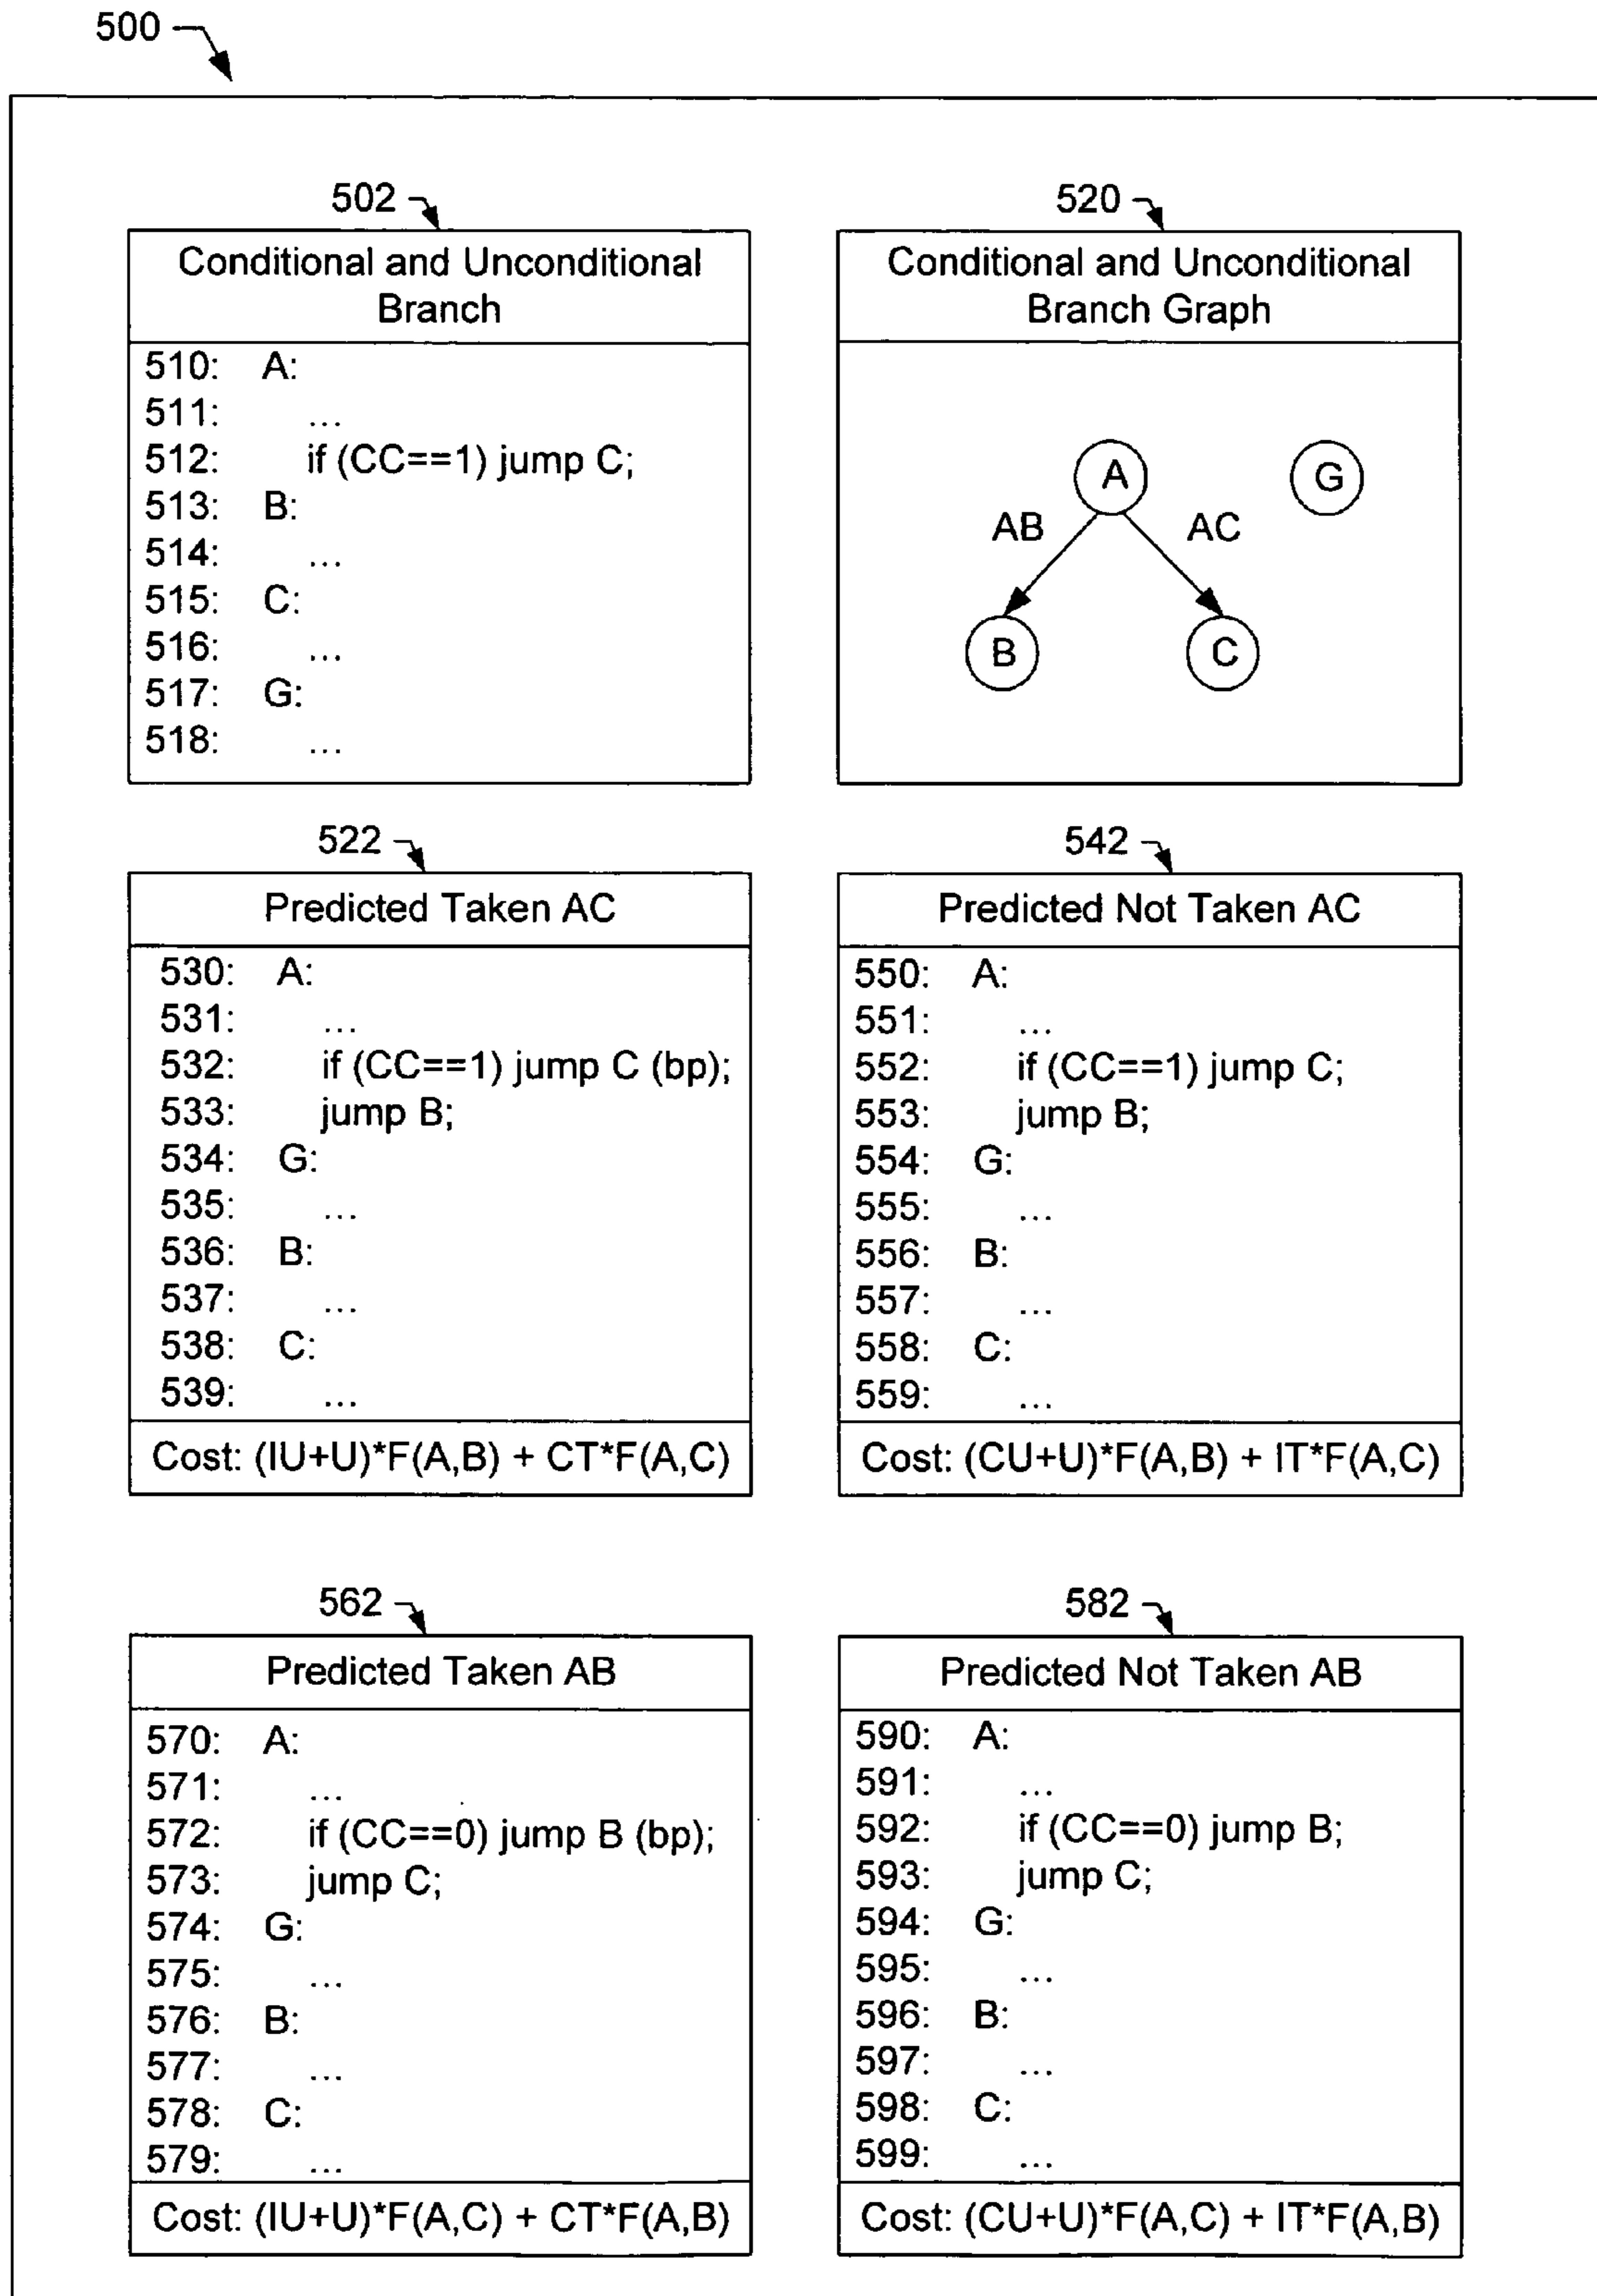 500
502
Conditional and Unconditional
Branch
510: A:
511: ...
512: if (CC==1) jump C;
513: B:
514: ...
515: C:
516: ...
517: G:
518: ...
520
Conditional and Unconditional
Branch Graph
A
G
AB
AC
B
C
522
Predicted Taken AC
530: A:
531: ...
532: if (CC==1) jump C (bp);
533: jump B;
534: G:
535: ...
536: B:
537: ...
538: C:
539: ...
Cost: (IU+U)*F(A,B) + CT*F(A,C)
542
Predicted Not Taken AC
550: A:
551: ...
552: if (CC==1) jump C;
553: jump B;
554: G:
555: ...
556: B:
557: ...
558: C:
559: ...
Cost: (CU+U)*F(A,B) + IT*F(A,C)
562
Predicted Taken AB
570: A:
571: ...
572: if (CC==0) jump B (bp);
573: jump C;
574: G:
575: ...
576: B:
577: ...
578: C:
579: ...
Cost: (IU+U)*F(A,C) + CT*F(A,B)
582
Predicted Not Taken AB
590: A:
591: ...
592: if (CC==0) jump B;
593: jump C;
594: G:
595: ...
596: B:
597: ...
598: C:
599: ...
Cost: (CU+U)*F(A,C) + IT*F(A,B)